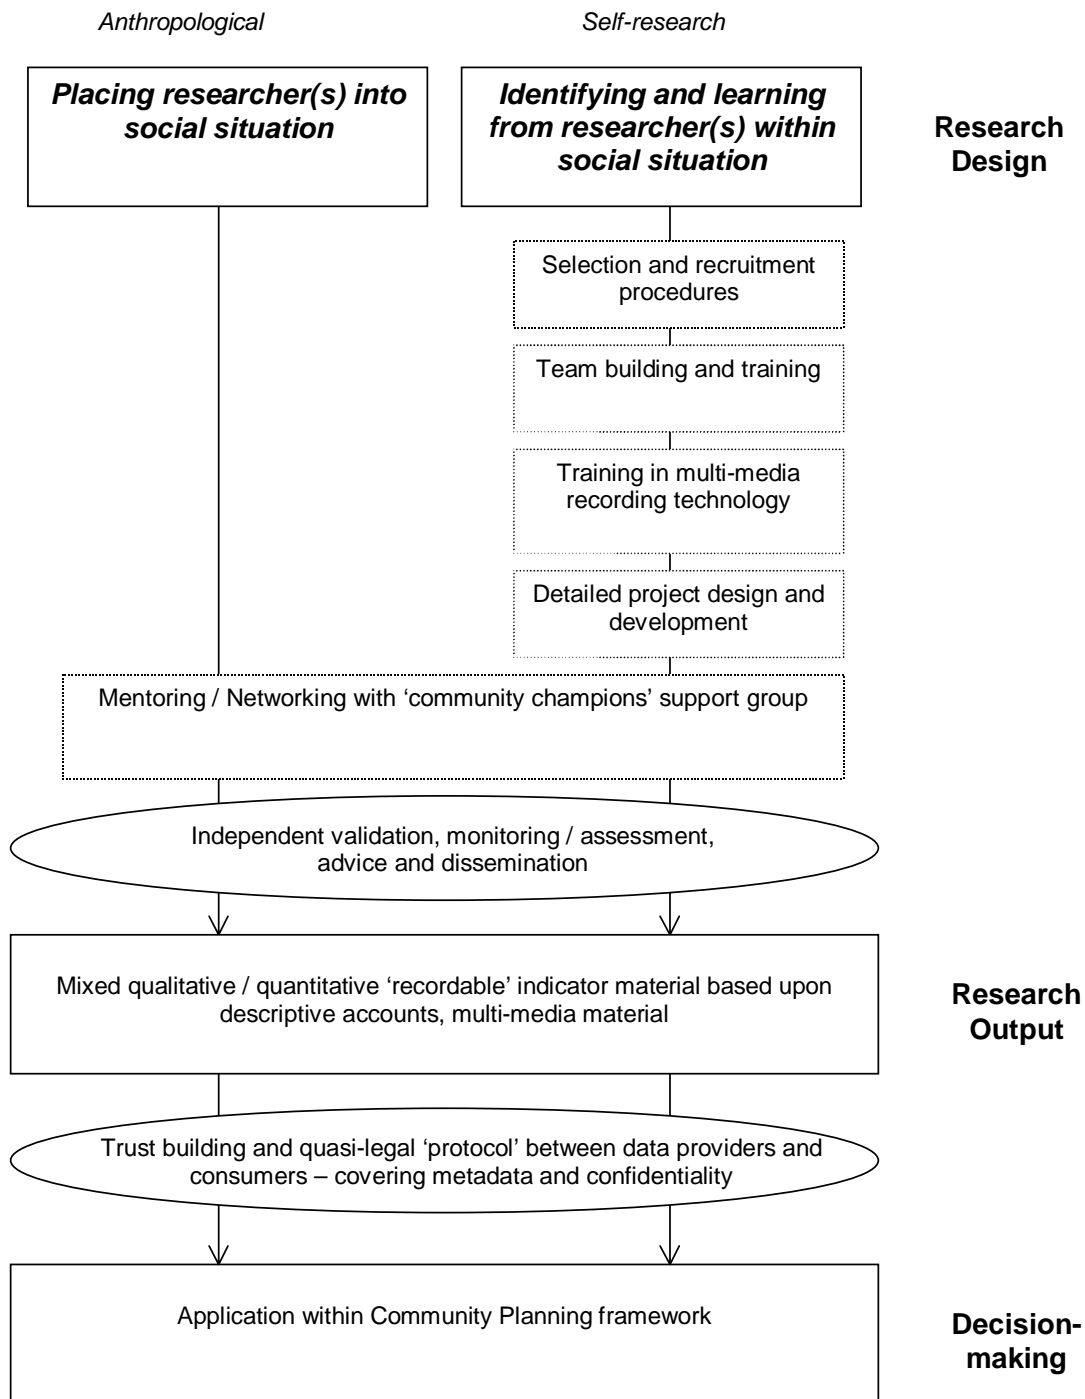 Anthropological
Self-research
Placing researcher(s) into
social situation
Identifying and learning
from researcher(s) within
social situation
Research
Design
Selection and recruitment
procedures
Team building and training
Training in multi-media
recording technology
Detailed project design and
development
Mentoring / Networking with ‘community champions’ support group
Independent validation, monitoring / assessment,
advice and dissemination
Mixed qualitative / quantitative ‘recordable’ indicator material based upon
descriptive accounts, multi-media material
Research
Output
Trust building and quasi-legal ‘protocol’ between data providers and
consumers – covering metadata and confidentiality
Application within Community Planning framework
Decision-
making